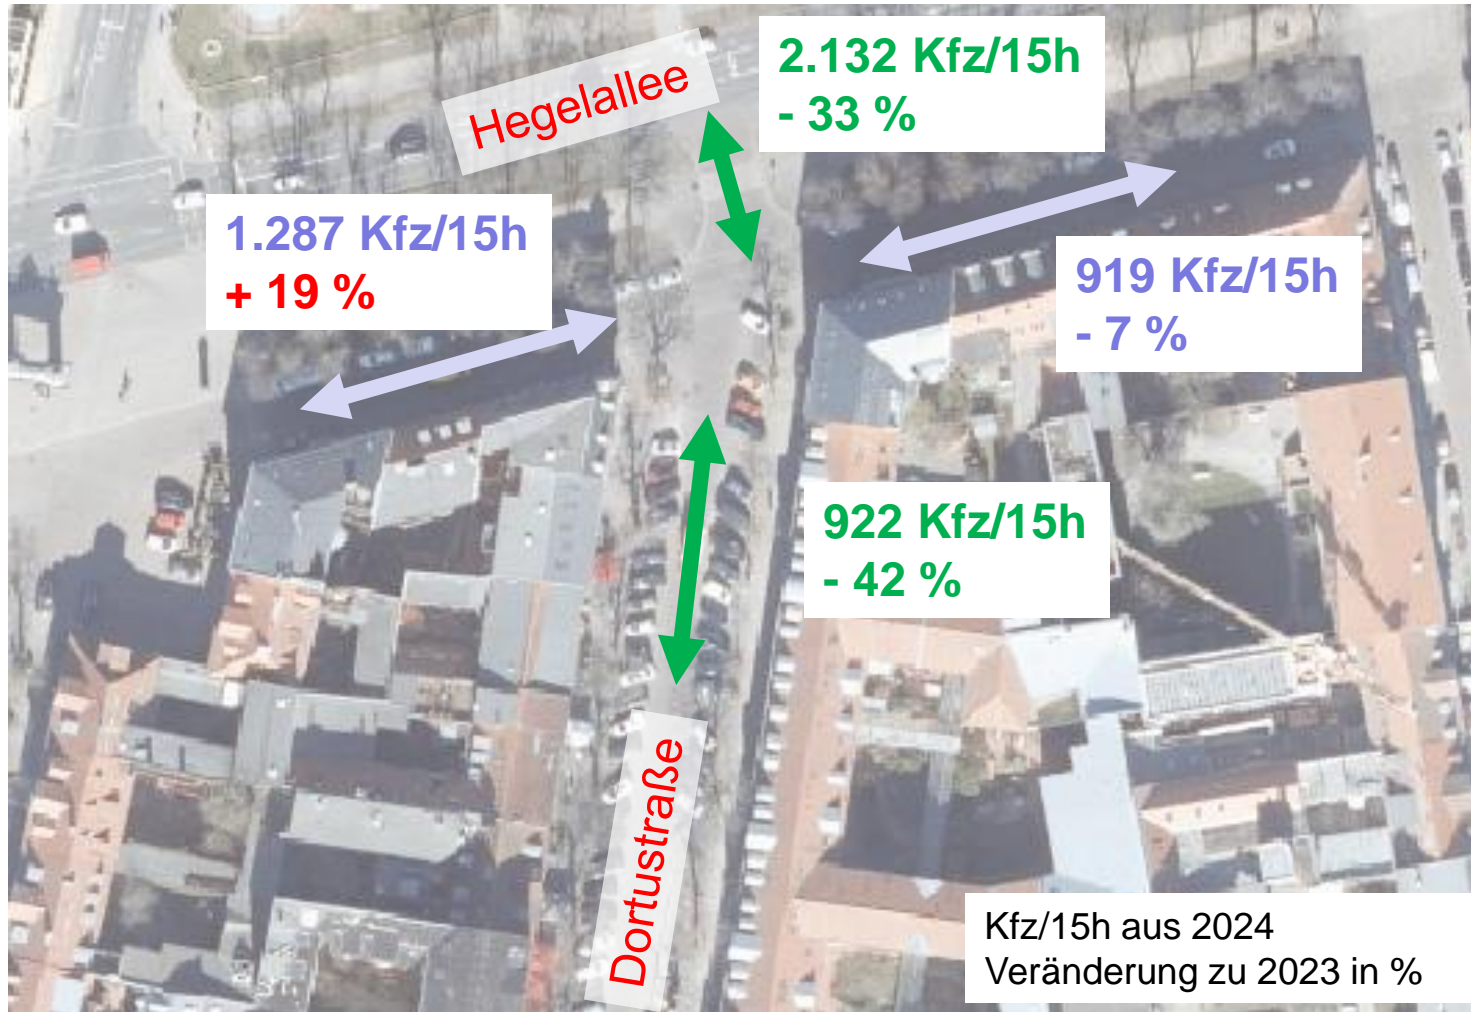 2.132 Kfz/15h
- 33 %
Hegelallee
1.287 Kfz/15h
+ 19 %
919 Kfz/15h
- 7 %
922 Kfz/15h
- 42 %
Dortustraße
Kfz/15h aus 2024
Veränderung zu 2023 in %